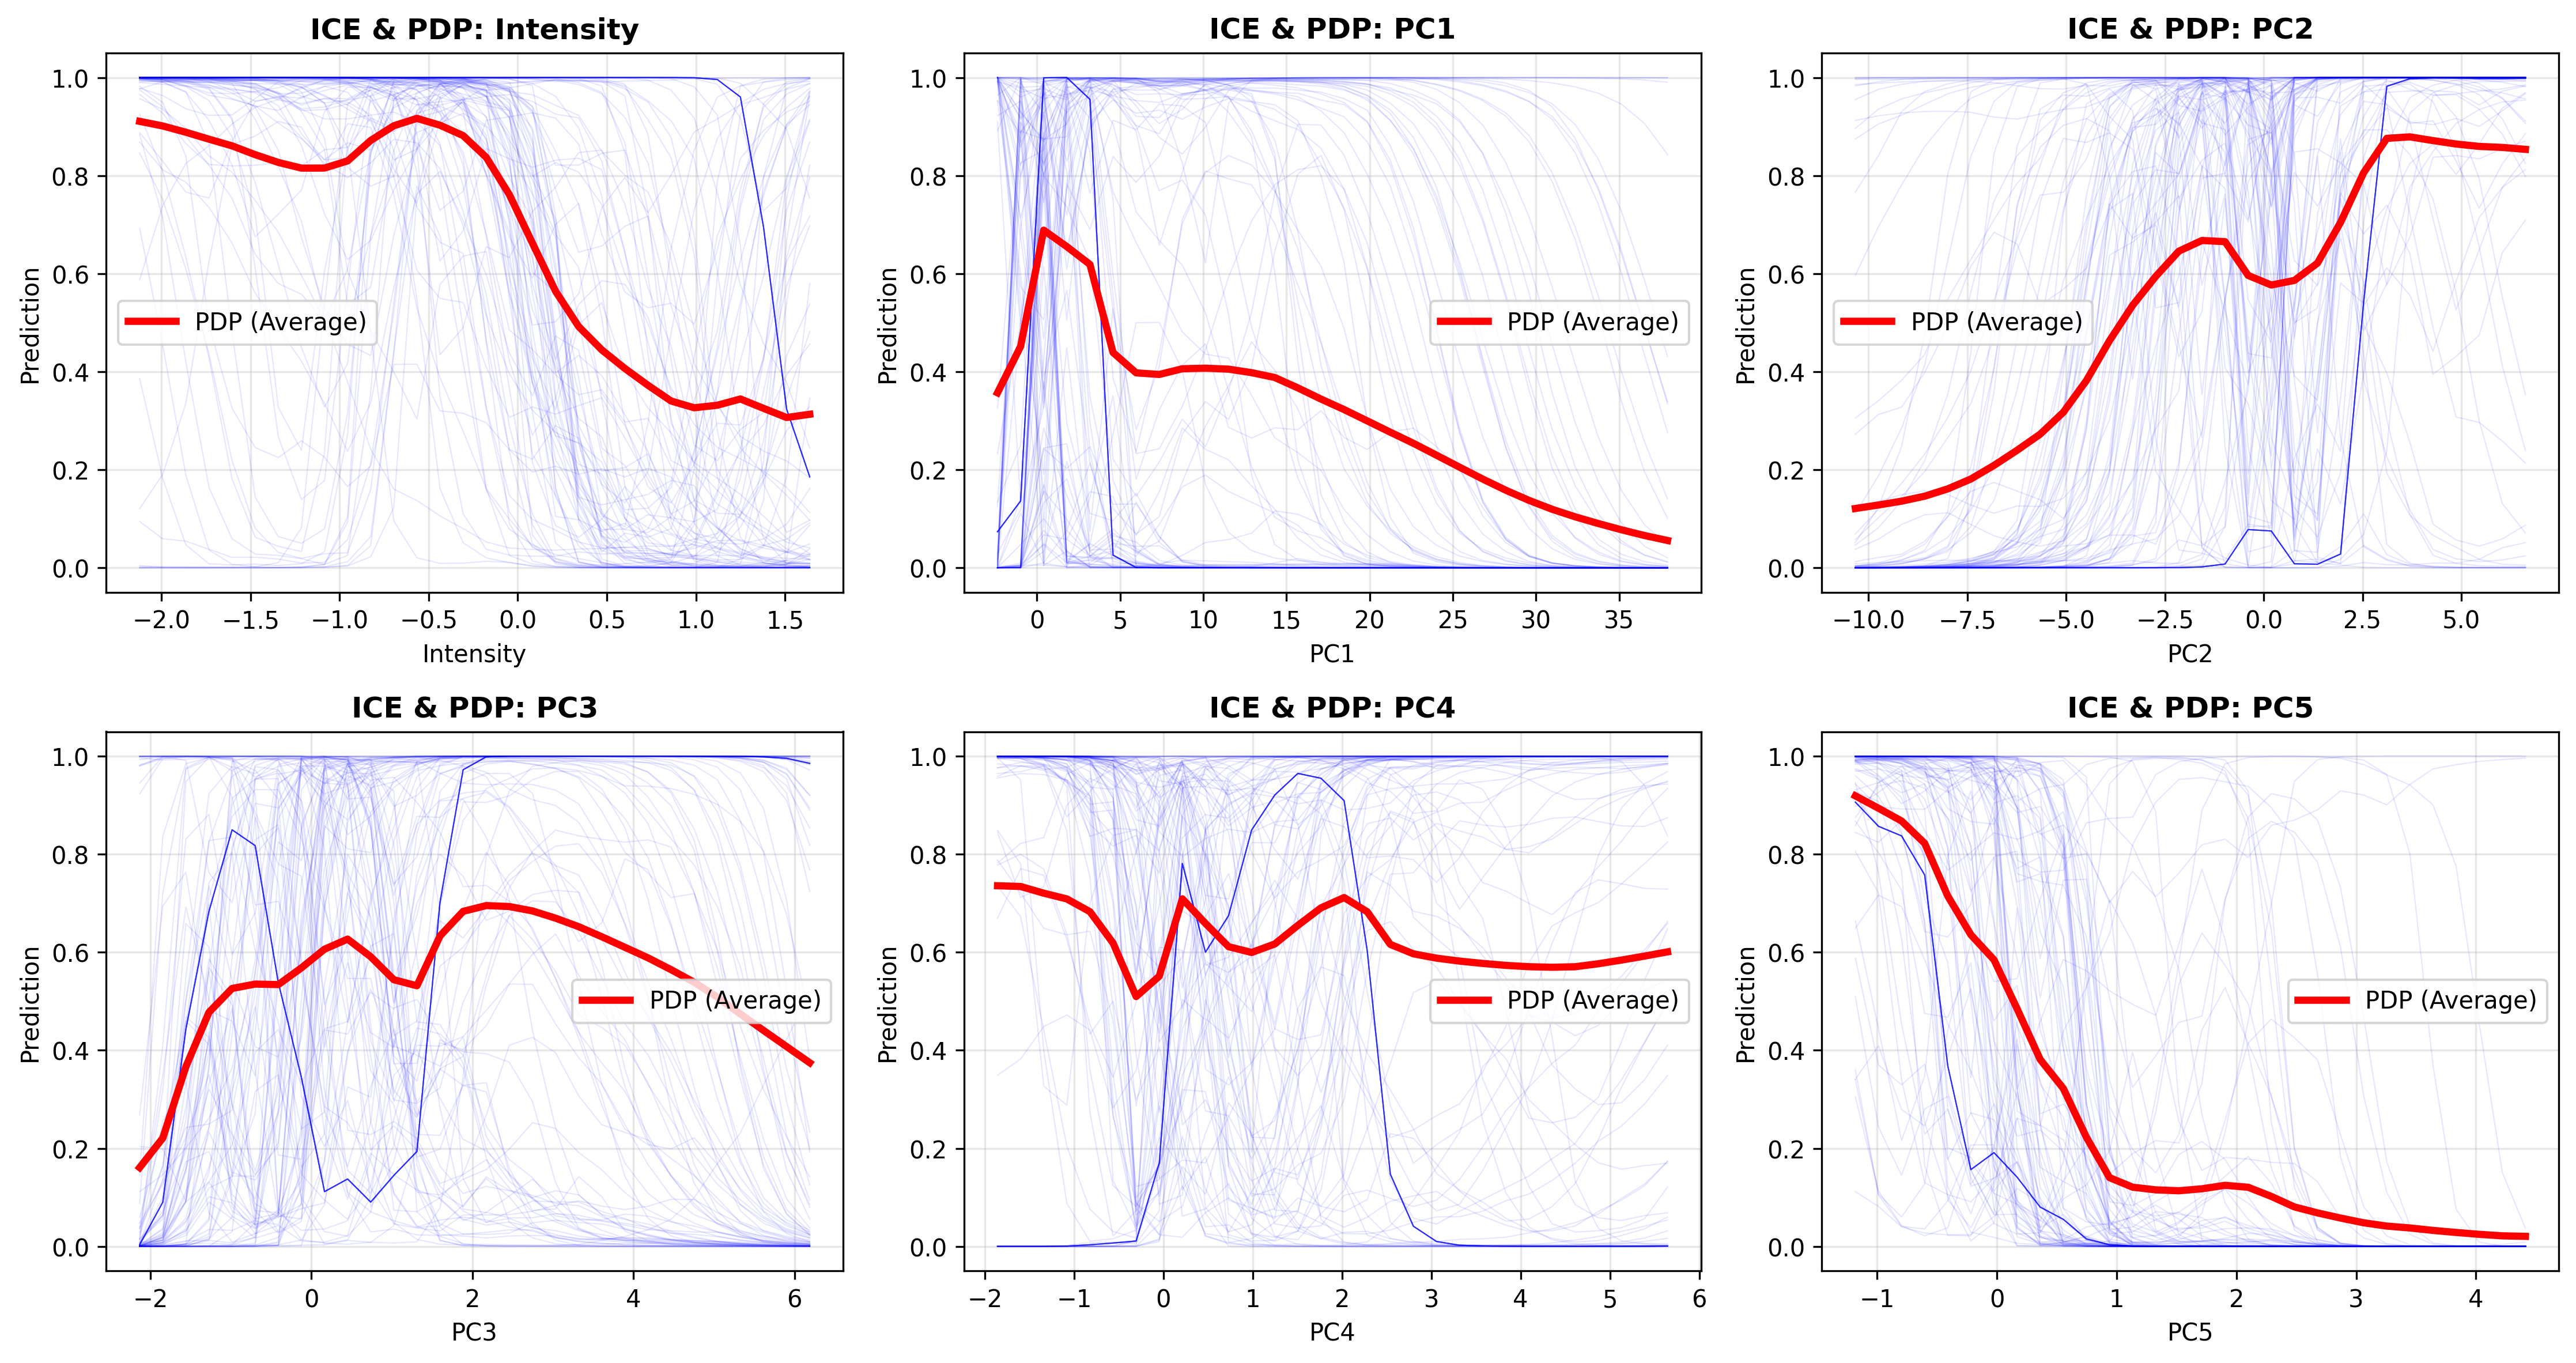 ICE & PDP: Intensity
1.0
0.8
0.6
0.4
0.2
0.0
Prediction
PDP (Average)
−2.0 −1.5 −1.0 −0.5 0.0 0.5 1.0 1.5
Intensity
ICE & PDP: PC1
1.0
0.8
0.6
0.4
0.2
0.0
Prediction
PDP (Average)
0 5 10 15 20 25 30 35
PC1
ICE & PDP: PC2
1.0
0.8
0.6
0.4
0.2
0.0
Prediction
PDP (Average)
−10.0 −7.5 −5.0 −2.5 0.0 2.5 5.0
PC2
ICE & PDP: PC3
1.0
0.8
0.6
0.4
0.2
0.0
Prediction
PDP (Average)
−2 0 2 4 6
PC3
ICE & PDP: PC4
1.0
0.8
0.6
0.4
0.2
0.0
Prediction
PDP (Average)
−2 −1 0 1 2 3 4 5 6
PC4
ICE & PDP: PC5
1.0
0.8
0.6
0.4
0.2
0.0
Prediction
PDP (Average)
−1 0 1 2 3 4
PC5